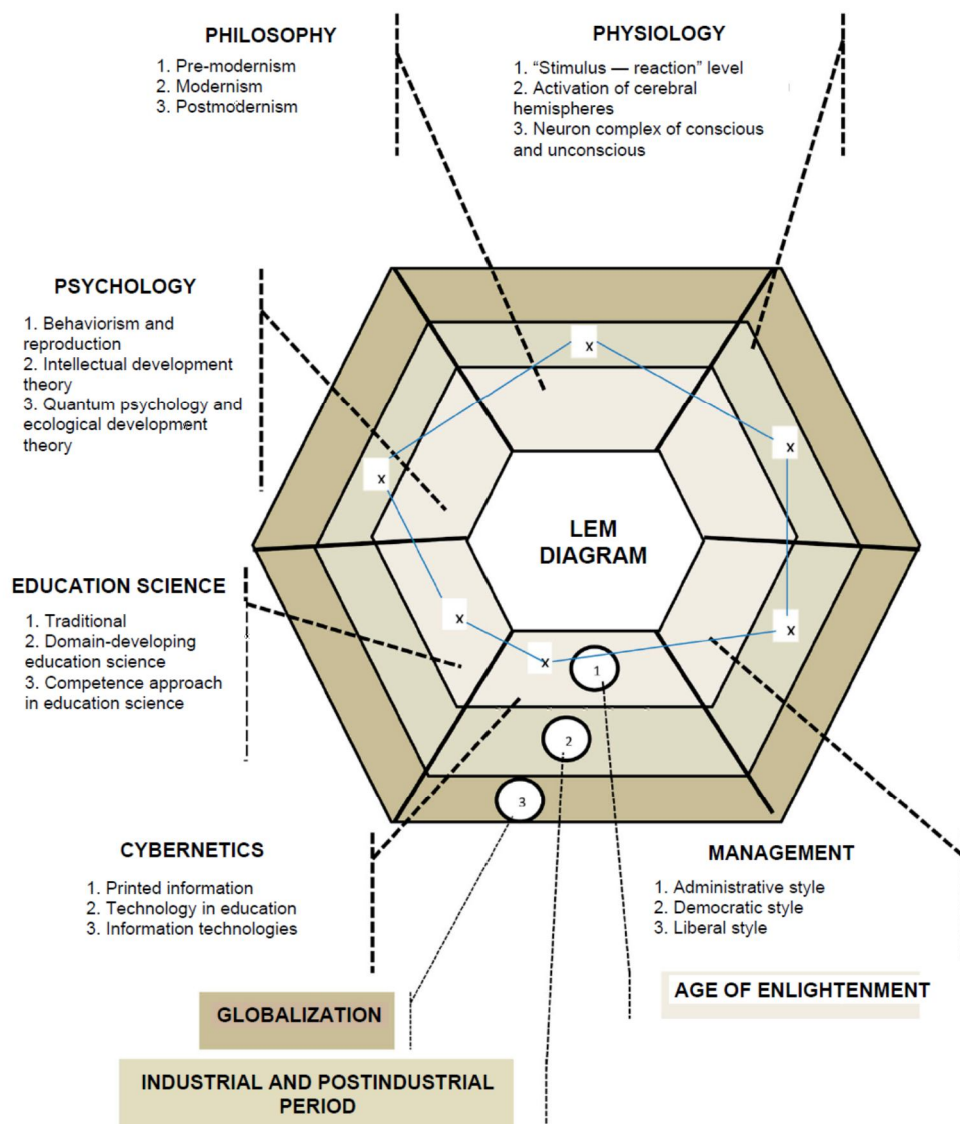 PHILOSOPHY
1. Pre-modernism
2. Modernism
3. Postmodernism
PHYSIOLOGY
1. “Stimulus — reaction” level
2. Activation of cerebral
hemispheres
3. Neuron complex of conscious
and unconscious
PSYCHOLOGY
1. Behaviorism and
reproduction
2. Intellectual development
theory
3. Quantum psychology and
ecological development
theory
x
x
x
LEM
DIAGRAM
EDUCATION SCIENCE
1. Traditional
2. Domain-developing
education science
3. Competence approach
in education science
x
x
x
1
2
3
CYBERNETICS
1. Printed information
2. Technology in education
3. Information technologies
MANAGEMENT
1. Administrative style
2. Democratic style
3. Liberal style
AGE OF ENLIGHTENMENT
GLOBALIZATION
INDUSTRIAL AND POSTINDUSTRIAL
PERIOD